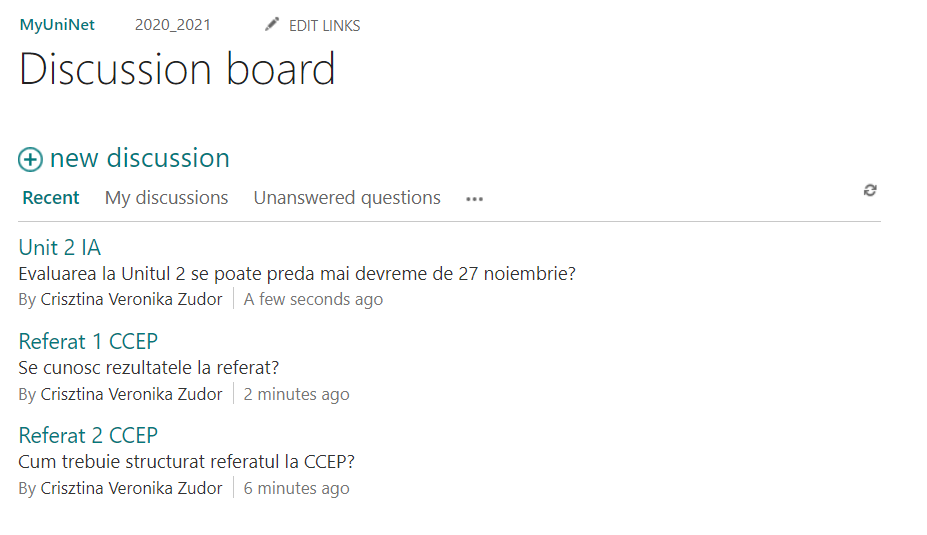 MyUniNet 2020_2021 EDIT LINKS
Discussion board
new discussion
Recent My discussions Unanswered questions ...
Unit 2 IA
Evaluarea la Unitul 2 se poate preda mai devreme de 27 noiembrie?
By Crisztina Veronika Zudor A few seconds ago
Referat 1 CCEP
Se cunosc rezultatele la referat?
By Crisztina Veronika Zudor 2 minutes ago
Referat 2 CCEP
Cum trebuie structurat referatul la CCEP?
By Crisztina Veronika Zudor 6 minutes ago